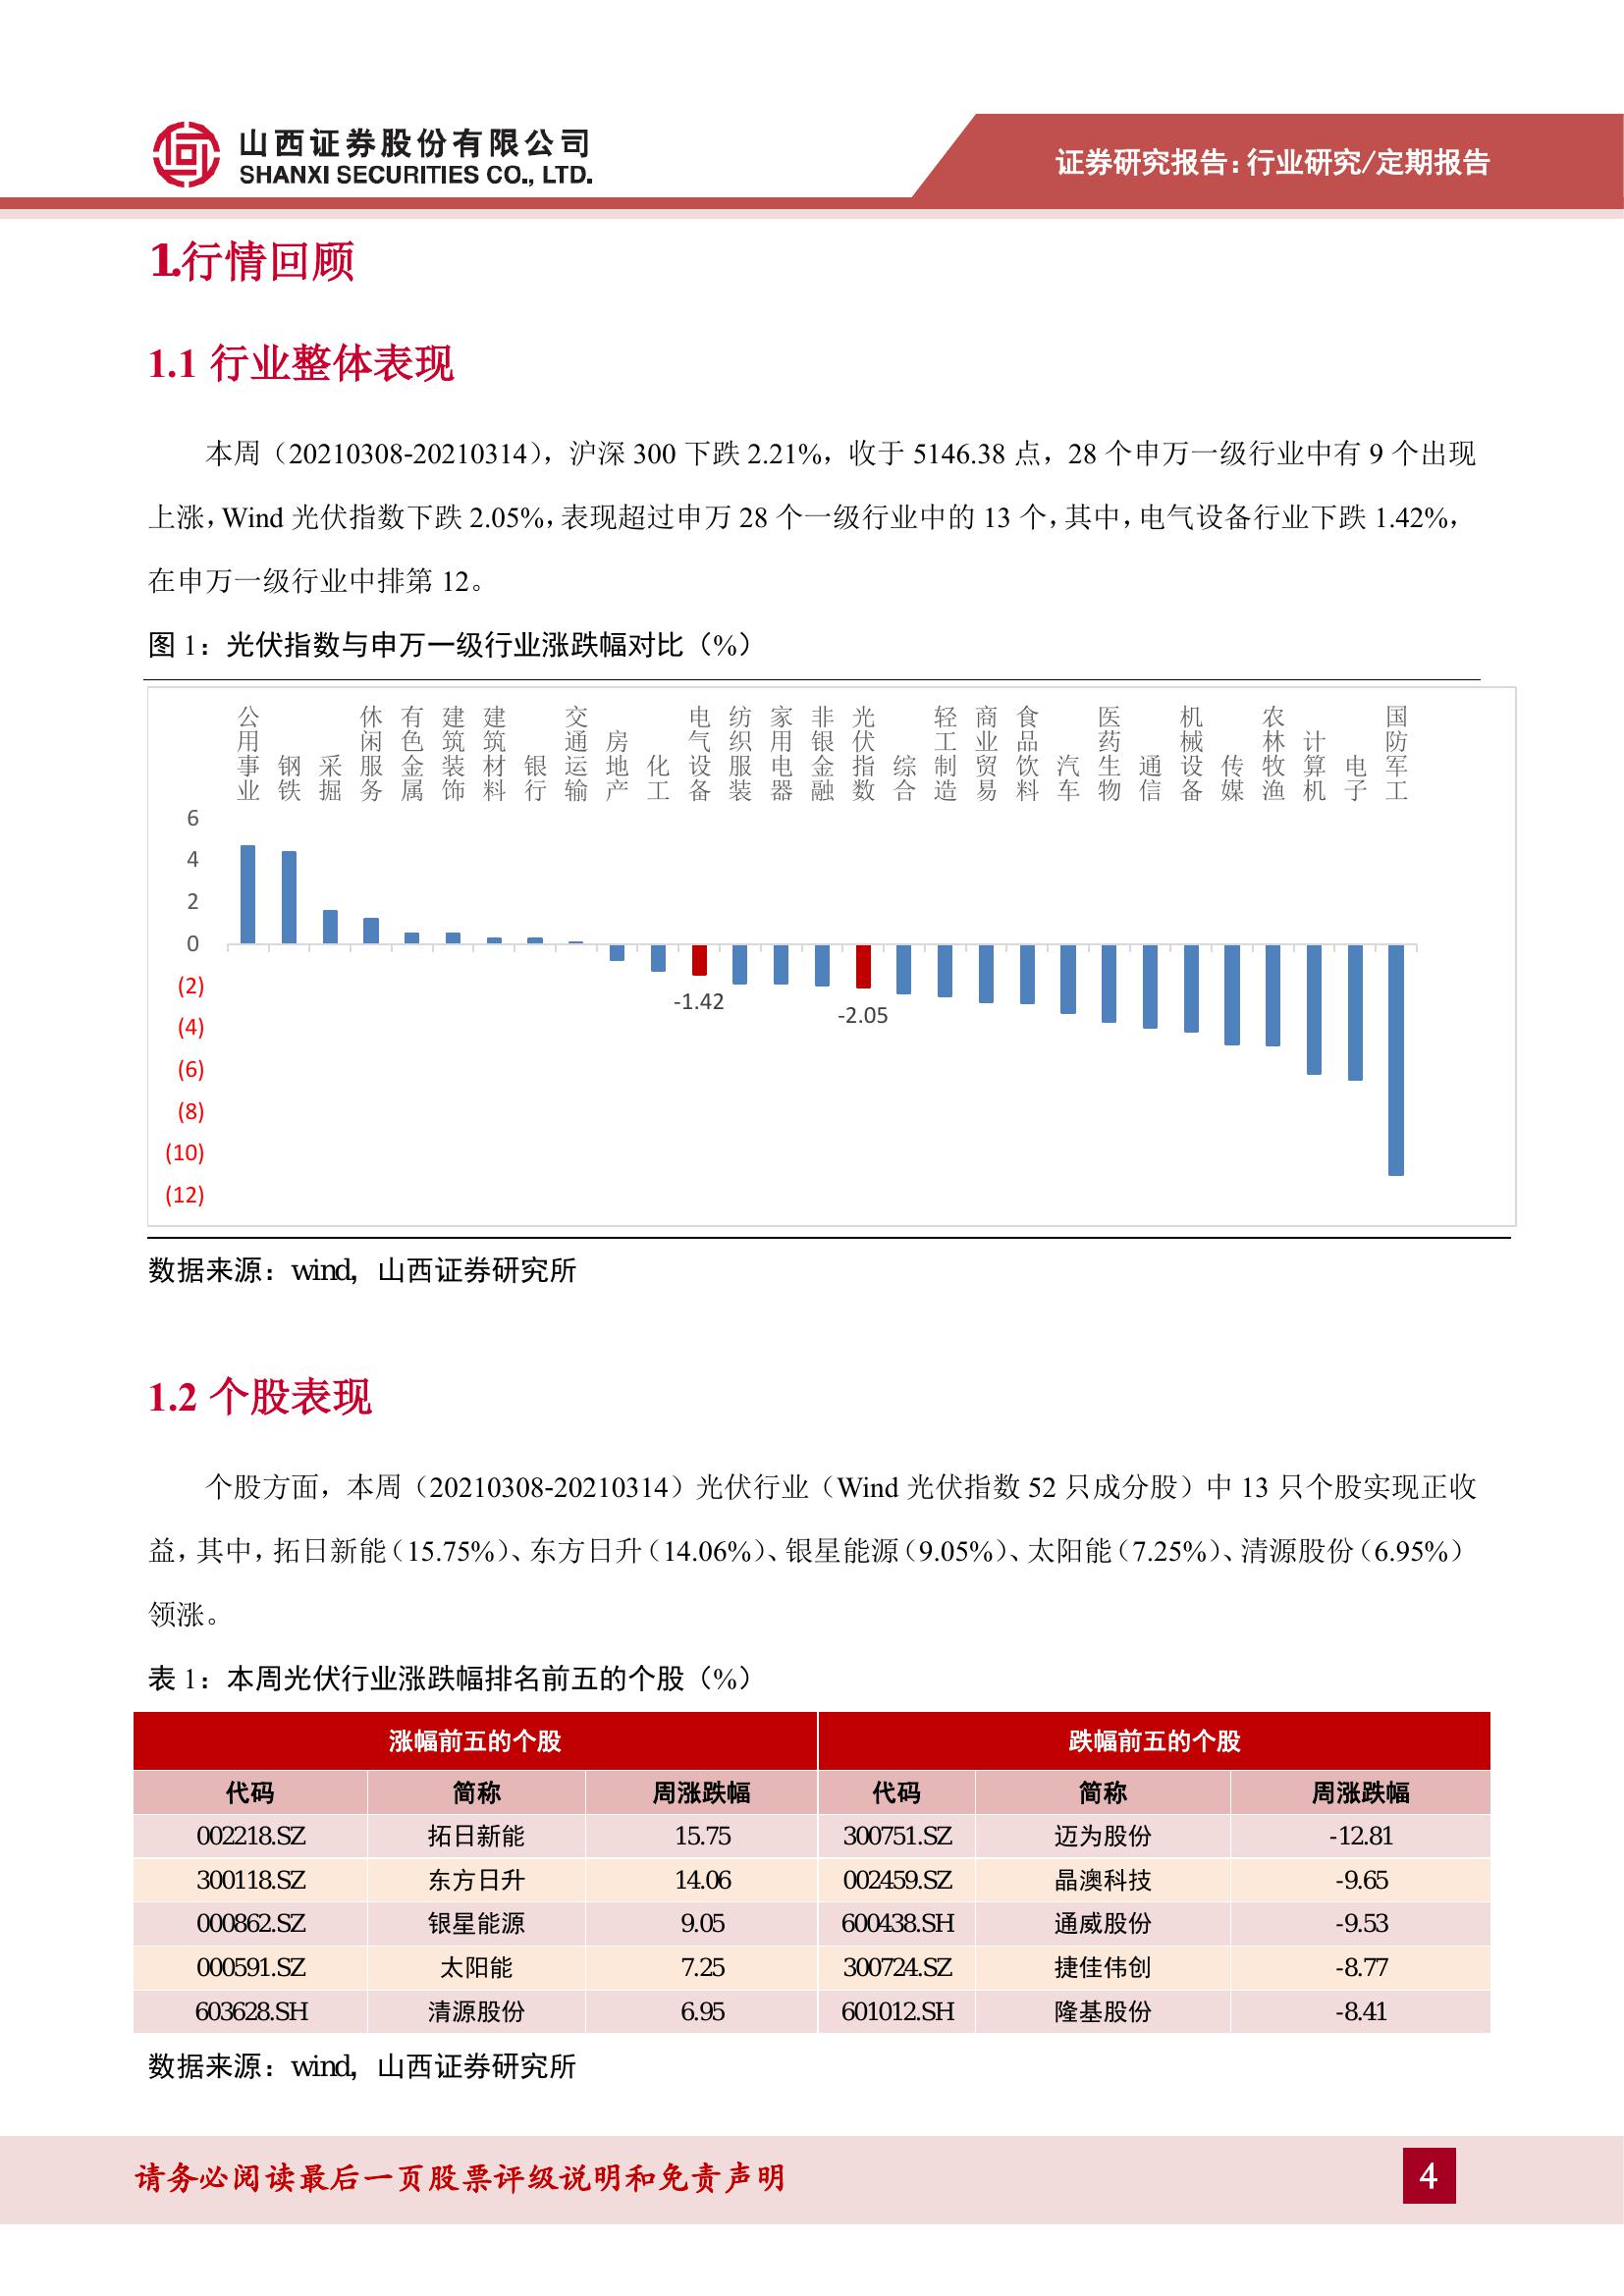 山西证券股份有限公司
SHANXI SECURITIES CO., LTD.
证券研究报告:行业研究/定期报告
1.行情回顾
1.1 行业整体表现
本周（20210308-20210314），沪深 300 下跌 2.21%，收于 5146.38 点，28 个申万一级行业中有 9 个出现
上涨，Wind 光伏指数下跌 2.05%，表现超过申万 28 个一级行业中的 13 个，其中，电气设备行业下跌 1.42%，
在申万一级行业中排第 12。
图 1：光伏指数与申万一级行业涨跌幅对比（%）
公用事业 钢铁 采掘 休闲服务 有色金属 建筑装饰 建筑材料 银行 交通运输 房地产 化工 电气设备 纺织服装 家用电器 非银金融 光伏指数 综合 轻工制造 商业贸易 食品饮料 汽车 医药生物 通信 机械设备 传媒 农林牧渔 计算机 电子 国防军工
6
4
2
0
(2)
-1.42
-2.05
(4)
(6)
(8)
(10)
(12)
数据来源：wind，山西证券研究所
1.2 个股表现
个股方面，本周（20210308-20210314）光伏行业（Wind 光伏指数 52 只成分股）中 13 只个股实现正收
益，其中，拓日新能（15.75%）、东方日升（14.06%）、银星能源（9.05%）、太阳能（7.25%）、清源股份（6.95%）
领涨。
表 1：本周光伏行业涨跌幅排名前五的个股（%）
涨幅前五的个股 跌幅前五的个股
代码 简称 周涨跌幅 代码 简称 周涨跌幅
002218.SZ 拓日新能 15.75 300751.SZ 迈为股份 -12.81
300118.SZ 东方日升 14.06 002459.SZ 晶澳科技 -9.65
000862.SZ 银星能源 9.05 600438.SH 通威股份 -9.53
000591.SZ 太阳能 7.25 300724.SZ 捷佳伟创 -8.77
603628.SH 清源股份 6.95 601012.SH 隆基股份 -8.41
数据来源：wind，山西证券研究所
请务必阅读最后一页股票评级说明和免责声明
4